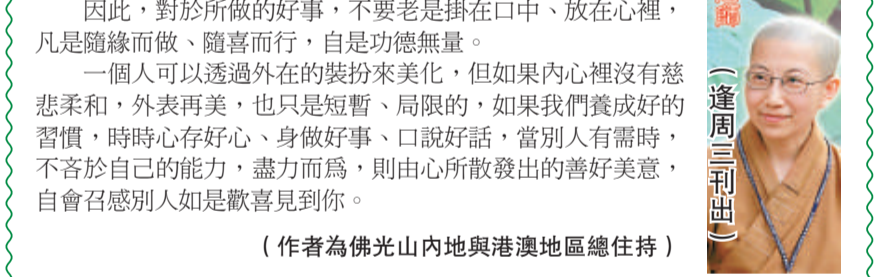 因此，對於所做的好事，不要老是掛在口中、放在心裡，
凡是隨緣而做、隨喜而行，自是功德無量。
一個人可以透過外在的裝扮來美化，但如果內心裡沒有慈
悲柔和，外表再美，也只是短暫、局限的，如果我們養成好的
習慣，時時心存好心、身做好事、口說好話，當別人有需時，
不吝於自己的能力，盡力而為，則由心所散發出的善好美意，
自會召感別人如是歡喜見到你。
（作者為佛光山內地與港澳地區總住持）
（逢周三刊出）